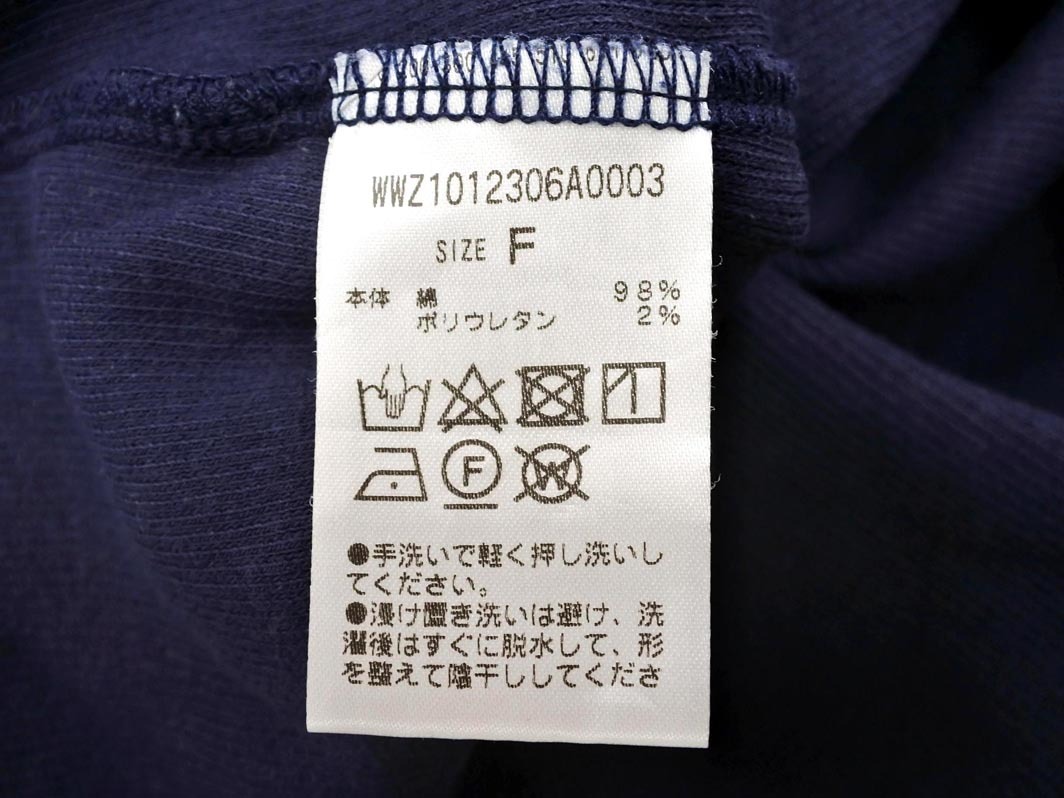 WWZ1012306A0003
SIZE F
本体 綿 98%
ポリウレタン 2%
F
W
●手洗いで軽く押し洗いし
てください。
●浸け置き洗いは避け、洗
濯後はすぐに脱水して、形
を整えて陰干ししてくださ